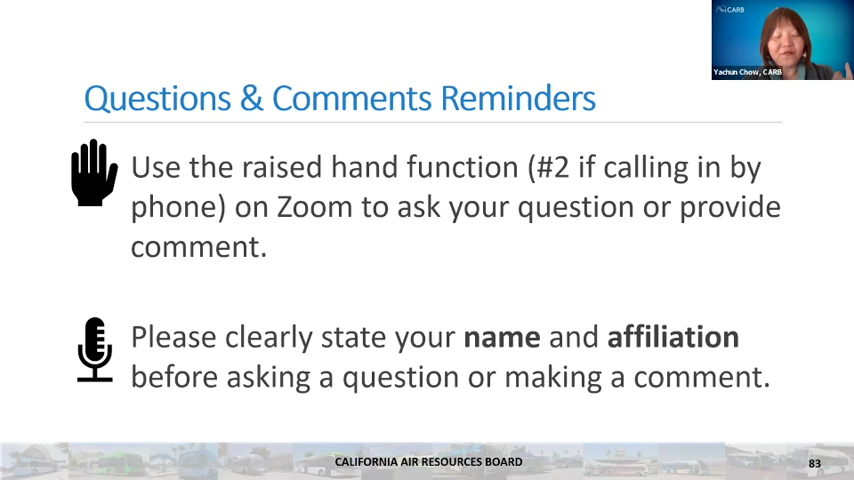 CARB
Yachun Chow, CARB
Questions & Comments Reminders
Use the raised hand function (#2 if calling in by
phone) on Zoom to ask your question or provide
comment.
Please clearly state your name and affiliation
before asking a question or making a comment.
CALIFORNIA AIR RESOURCES BOARD
83